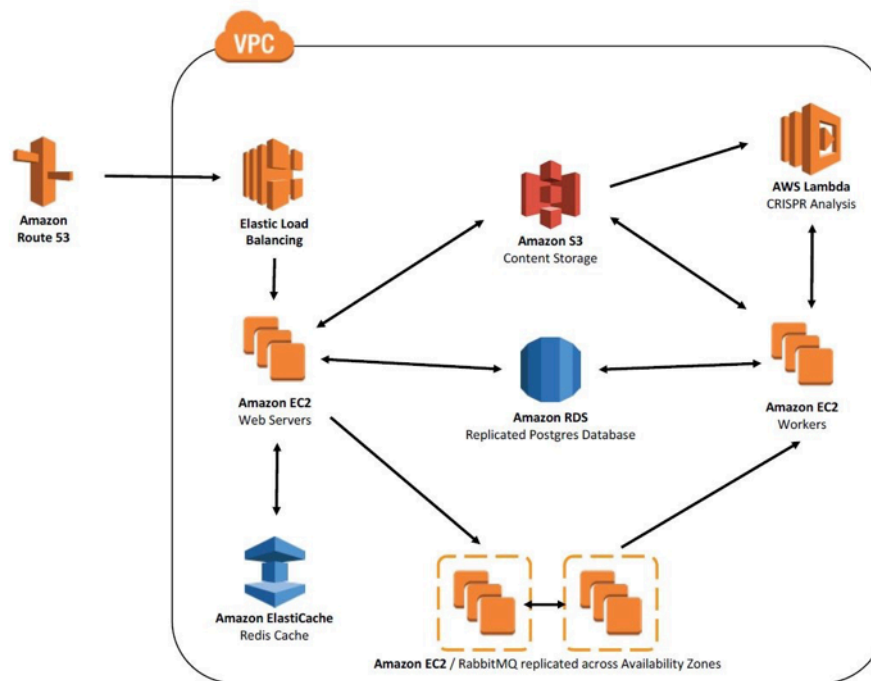 VPC
Amazon
Route 53
Elastic Load
Balancing
Amazon S3
Content Storage
AWS Lambda
CRISPR Analysis
Amazon EC2
Web Servers
Amazon RDS
Replicated Postgres Database
Amazon EC2
Workers
Amazon ElastiCache
Redis Cache
Amazon EC2 / RabbitMQ replicated across Availability Zones